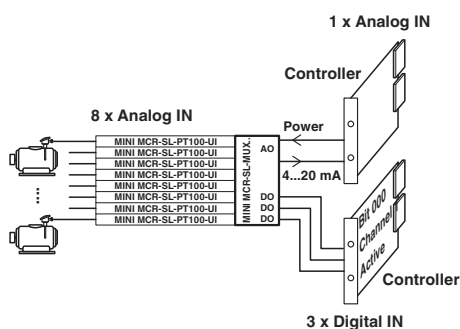 1 x Analog IN
Controller
8 x Analog IN
Power
MINI MCR-SL-PT100-UI
MINI MCR-SL-PT100-UI
MINI MCR-SL-PT100-UI
MINI MCR-SL-PT100-UI
MINI MCR-SL-PT100-UI
MINI MCR-SL-PT100-UI
MINI MCR-SL-PT100-UI
MINI MCR-SL-PT100-UI
MINI MCR-SL-MUX..
AO
4...20 mA
DO
DO
DO
Bit 000
Channel
Active
Controller
3 x Digital IN